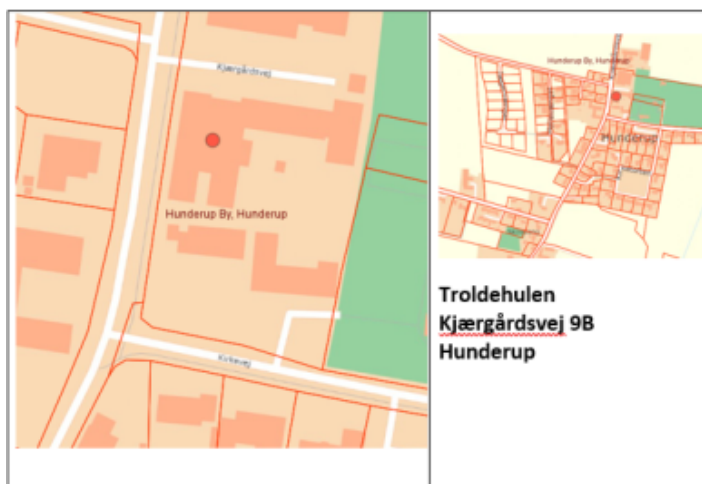 Kjærgårdsvej
Hunderup By, Hunderup
Kirkevej
Hunderup By, Hunderup
Hunderup
Troldehulen
Kjærgårdsvej 9B
Hunderup